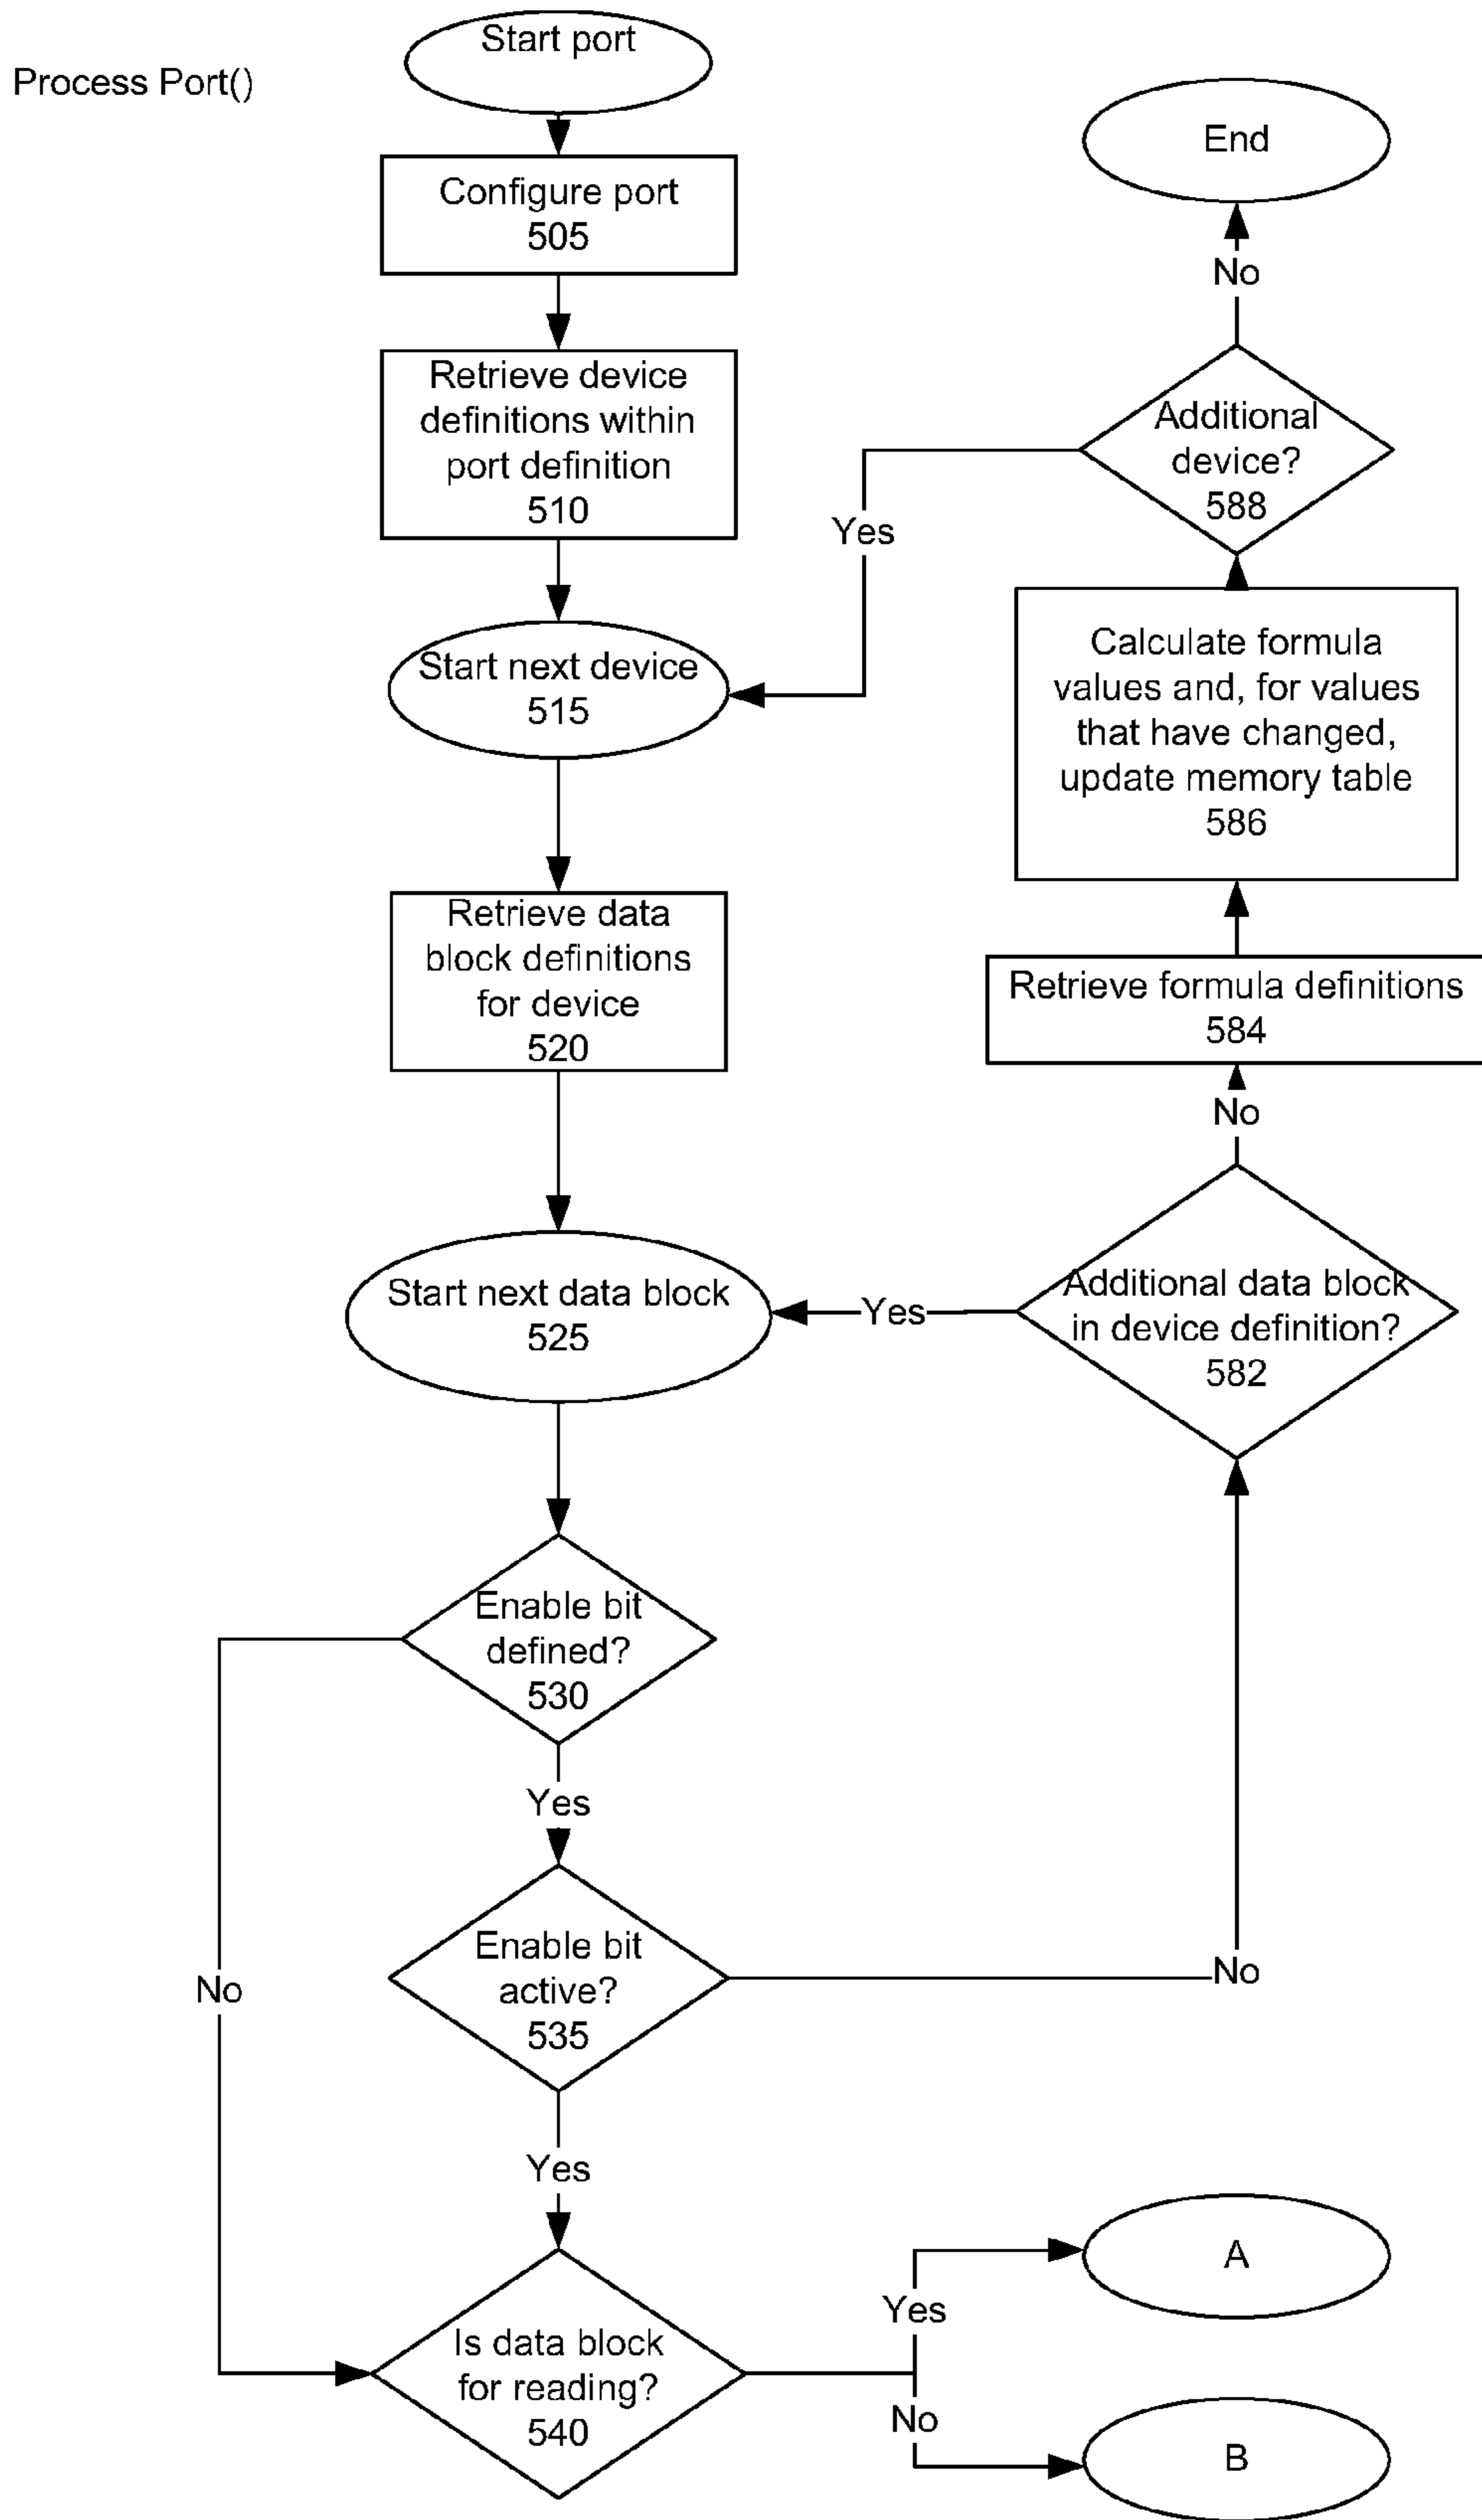 Process Port()
Start port
Configure port
505
Retrieve device
definitions within
port definition
510
Start next device
515
Retrieve data
block definitions
for device
520
Start next data block
525
Enable bit
defined?
530
Yes
No
Enable bit
active?
535
No
Yes
Is data block
for reading?
540
Yes
No
A
B
Additional data block
in device definition?
582
Yes
No
Retrieve formula definitions
584
Calculate formula
values and, for values
that have changed,
update memory table
586
Additional
device?
588
Yes
No
End